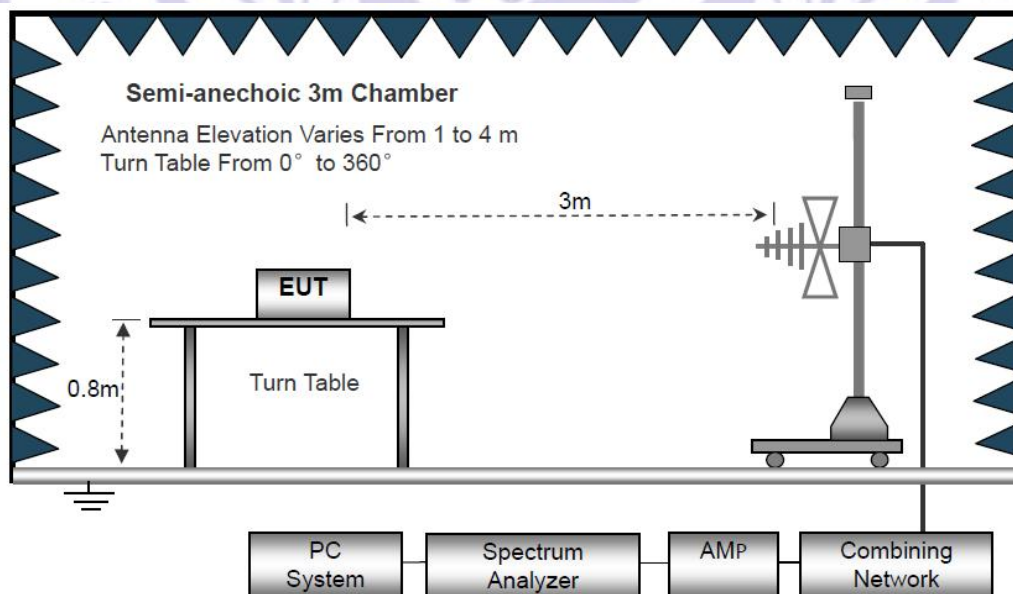 Semi-anechoic 3m Chamber
Antenna Elevation Varies From 1 to 4 m
Turn Table From 0° to 360°
3m
EUT
0.8m
Turn Table
PC
System
Spectrum
Analyzer
AMP
Combining
Network